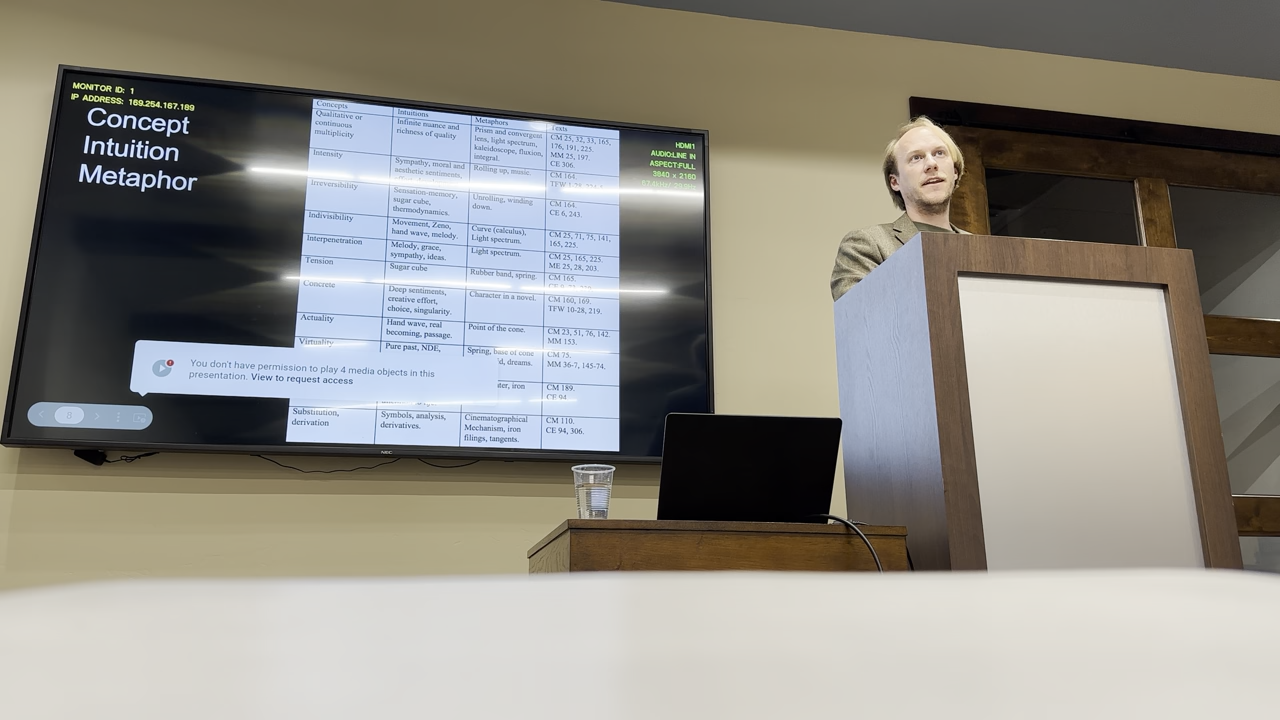 MONITOR ID: 1
IP ADDRESS: 169.254.167.189
HDMI1
AUDIO:LINE IN
ASPECT:FULL
3840 x 2160
Concept
Intuition
Metaphor
Concepts
Intuitions
Metaphors
Texts
Qualitative or
continuous
multiplicity
Infinite nuance and
richness of quality
Prism and convergent
lens, light spectrum,
kaleidoscope, fluxion,
integral.
CM 25, 32, 33, 165,
176, 191, 225.
MM 25, 197.
CE 306.
Intensity
Sympathy, moral and
aesthetic sentiments,
Rolling up, music.
CM 164.
Irreversibility
Sensation-memory,
sugar cube,
thermodynamics.
Unrolling, winding
down.
CM 164.
CE 6, 243.
Indivisibility
Movement, Zeno,
hand wave, melody.
Curve (calculus),
Light spectrum.
CM 25, 71, 75, 141,
165, 225.
Interpenetration
Melody, grace,
sympathy, ideas.
Light spectrum.
CM 25, 165, 225.
ME 25, 28, 203.
Tension
Sugar cube
Rubber band, spring.
CM 165.
Concrete
Deep sentiments,
creative effort,
choice, singularity.
Character in a novel.
CM 160, 169.
TFW 10-28, 219.
Actuality
Hand wave, real
becoming, passage.
Point of the cone.
CM 23, 51, 76, 142
MM 153.
Virtuality
Pure past, NDE,
Spring, base of cone
dreams.
CM 75.
MM 36-7, 145-74.
iron
CM 189.
CE 94
Substitution,
derivation
Symbols, analysis,
derivatives.
Cinematographical
Mechanism, iron
filings, tangents.
CM 110.
CE 94, 306.
You don't have permission to play 4 media objects in this
presentation. View to request access
8
NEC